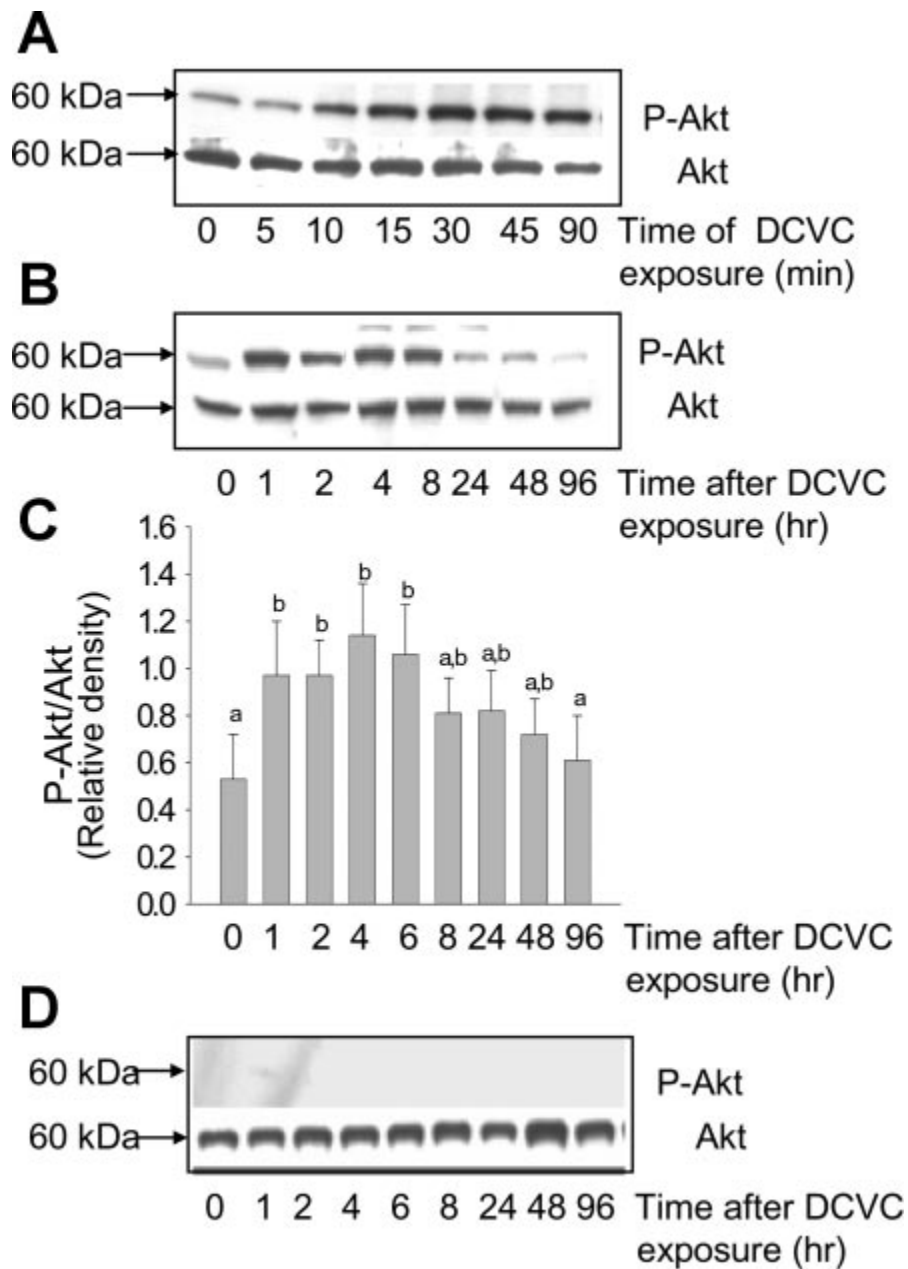 A
60 kDa
P-Akt
60 kDa
Akt
0 5 10 15 30 45 90 Time of DCVC
exposure (min)
B
60 kDa
P-Akt
60 kDa
Akt
0 1 2 4 8 24 48 96 Time after DCVC
exposure (hr)
C
P-Akt/Akt
(Relative density)
1.6
1.4
1.2
1.0
0.8
0.6
0.4
0.2
0.0
a b b b b a,b a,b a,b a
0 1 2 4 6 8 24 48 96 Time after DCVC
exposure (hr)
D
60 kDa
P-Akt
60 kDa
Akt
0 1 2 4 6 8 24 48 96 Time after DCVC
exposure (hr)